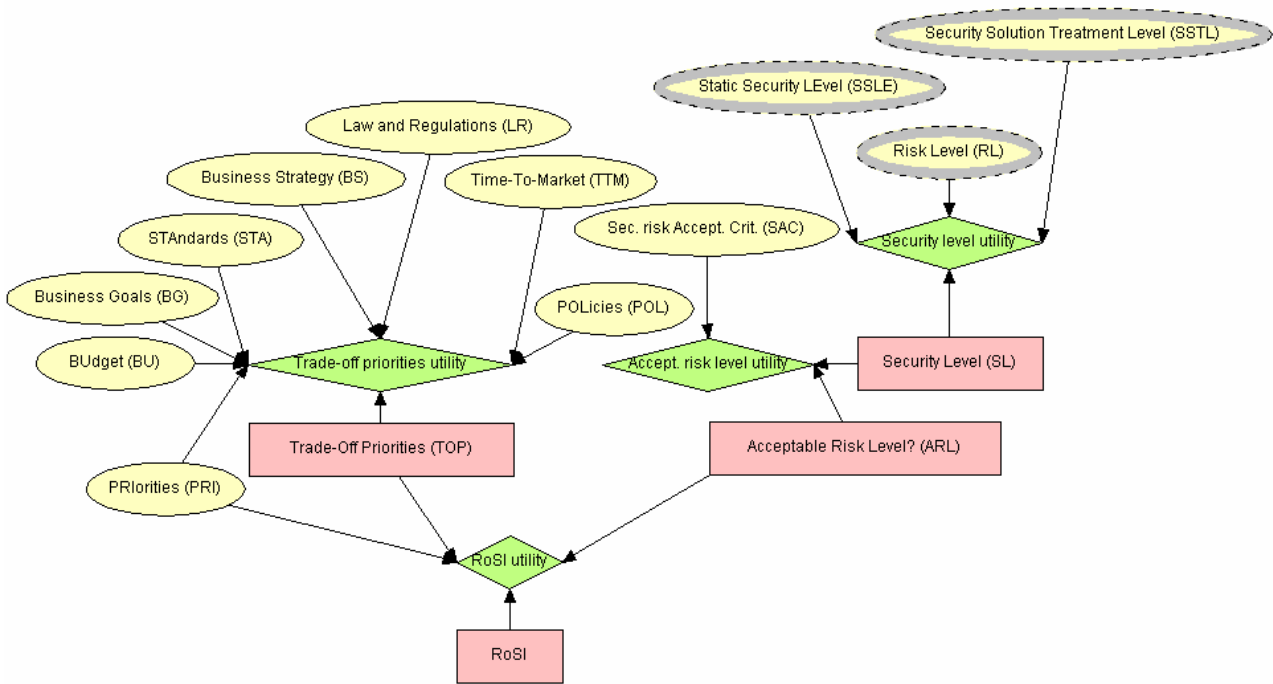 Security Solution Treatment Level (SSTL)
Static Security LEvel (SSLE)
Law and Regulations (LR)
Risk Level (RL)
Business Strategy (BS)
Time-To-Market (TTM)
Sec. risk Accept. Crit. (SAC)
STAndards (STA)
Security level utility
Business Goals (BG)
POLicies (POL)
BUdget (BU)
Trade-off priorities utility
Accept. risk level utility
Security Level (SL)
Trade-Off Priorities (TOP)
Acceptable Risk Level? (ARL)
PRIorities (PRI)
RoSI utility
RoSI